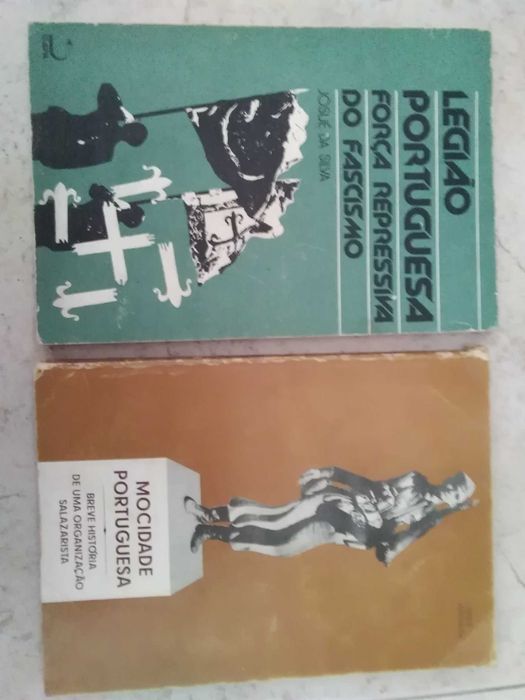 LEGIÃO
PORTUGUESA
FORÇA REPRESSIVA
DO FASCISMO
JOSUÉ DA SILVA
MOCIDADE
PORTUGUESA
BREVE HISTÓRIA
DE UMA ORGANIZAÇÃO
SALAZARISTA